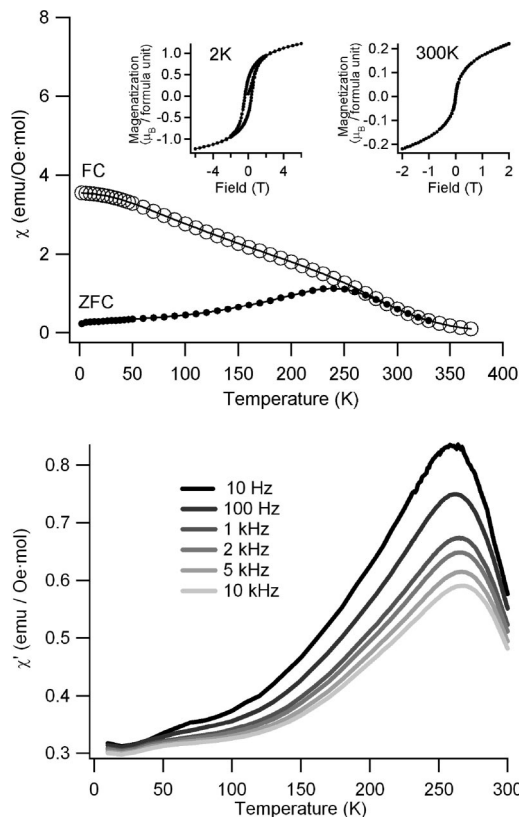 8
6
4
2
0
χ (emu/Oe·mol)
FC
ZFC
0
50
100
150
200
250
300
350
400
Temperature (K)
2K
1.0
0.5
0.0
-0.5
-1.0
Magenatization
(μB / formula unit)
-4
0
4
Field (T)
300K
0.2
0.1
0.0
-0.1
-0.2
Magnetization
(μB / formula unit)
-2
-1
0
1
2
Field (T)
0.8
0.7
0.6
0.5
0.4
0.3
χ' (emu / Oe·mol)
10 Hz
100 Hz
1 kHz
2 kHz
5 kHz
10 kHz
0
50
100
150
200
250
300
Temperature (K)